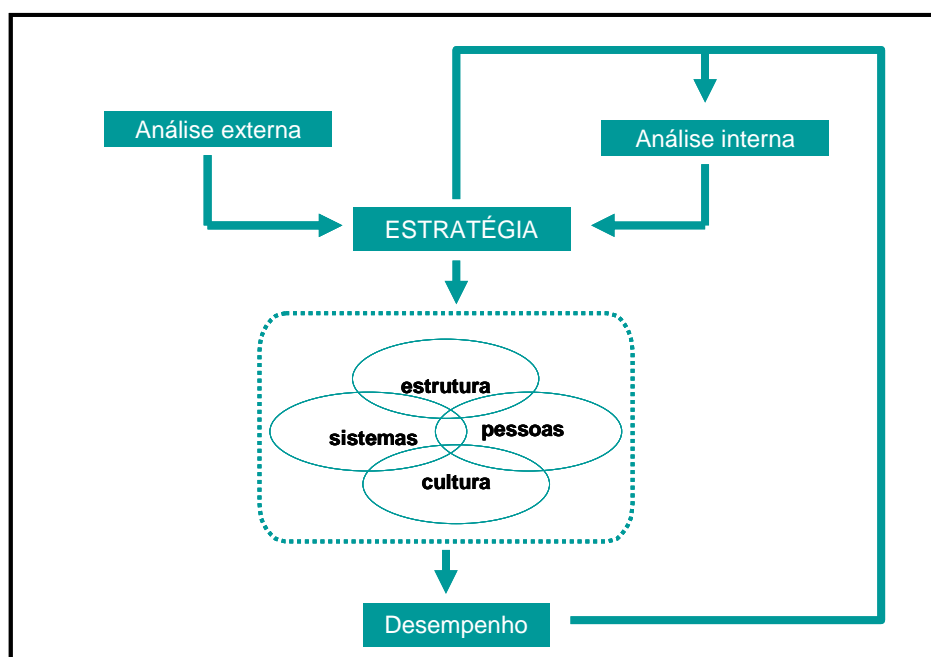 Análise externa
Análise interna
ESTRATÉGIA
estrutura
sistemas
pessoas
cultura
Desempenho